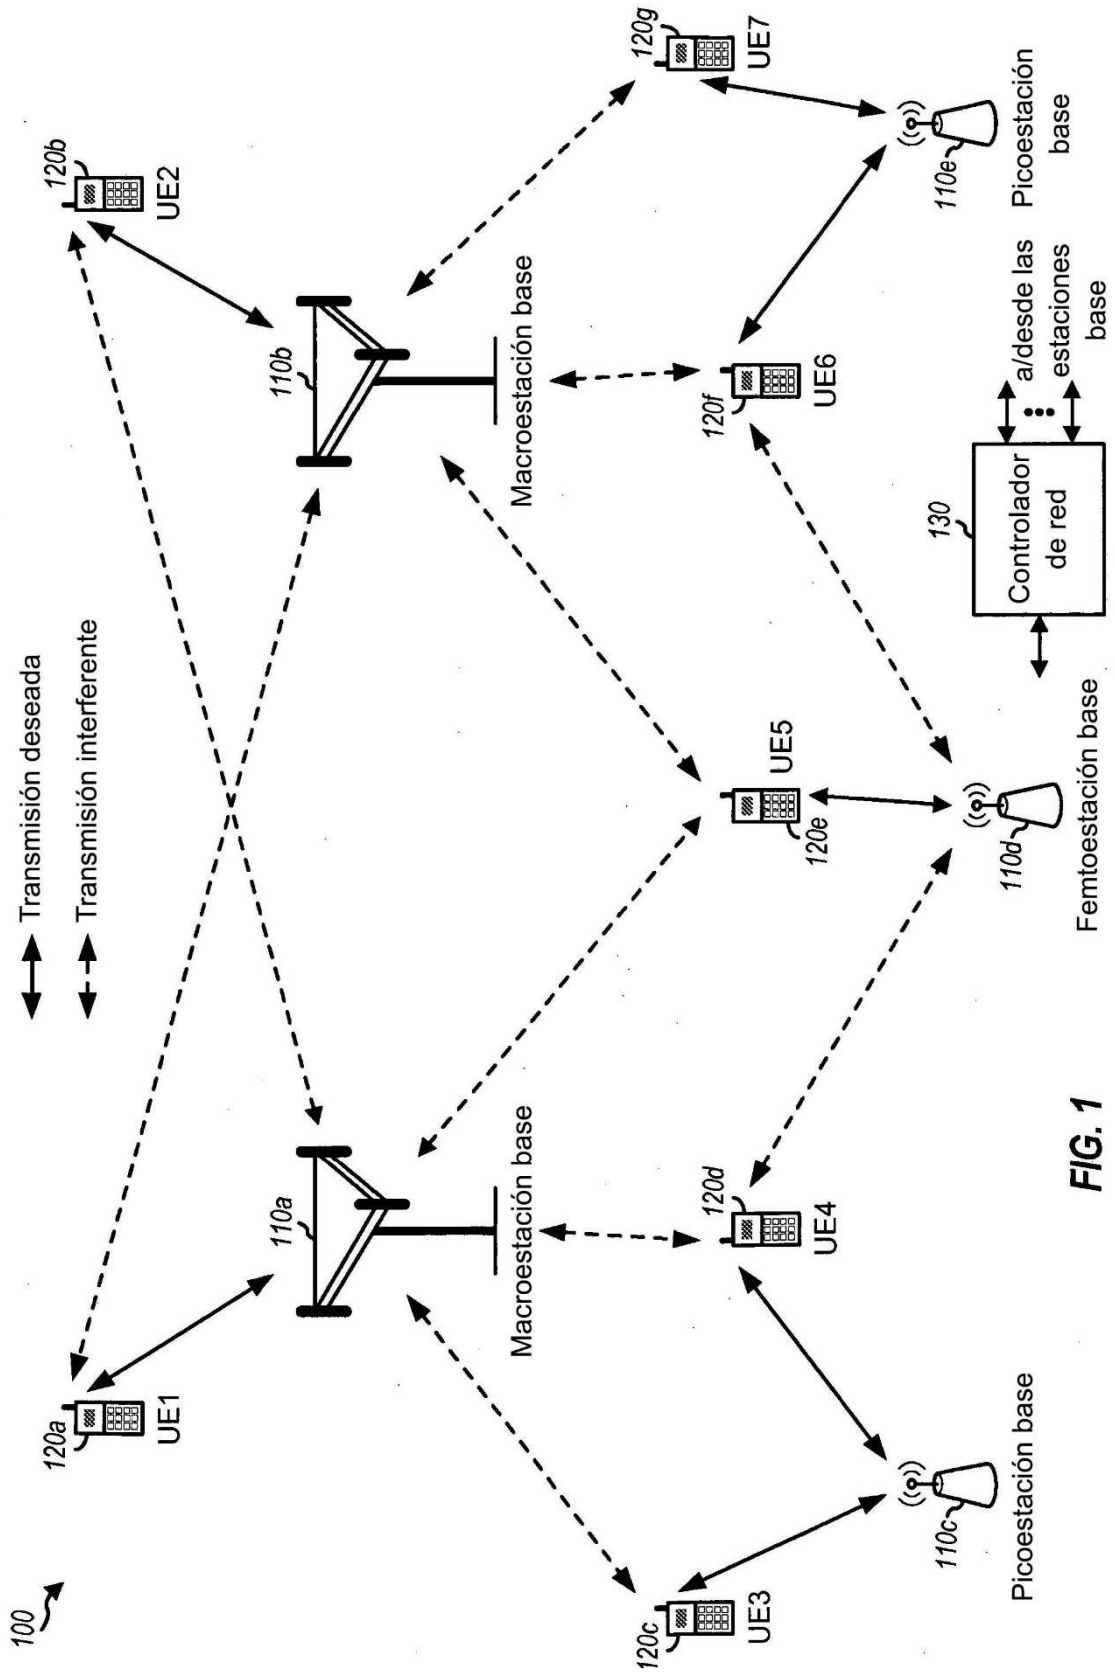 100
Transmisión deseada
Transmisión interferente
120a
UE1
120b
UE2
110a
Macroestación base
110b
Macroestación base
120c
UE3
120d
UE4
120e
UE5
120f
UE6
120g
UE7
110c
Picoestación base
110d
Femtoestación base
130
Controlador
de red
a/desde las
estaciones
base
110e
Picoestación
base
FIG. 1